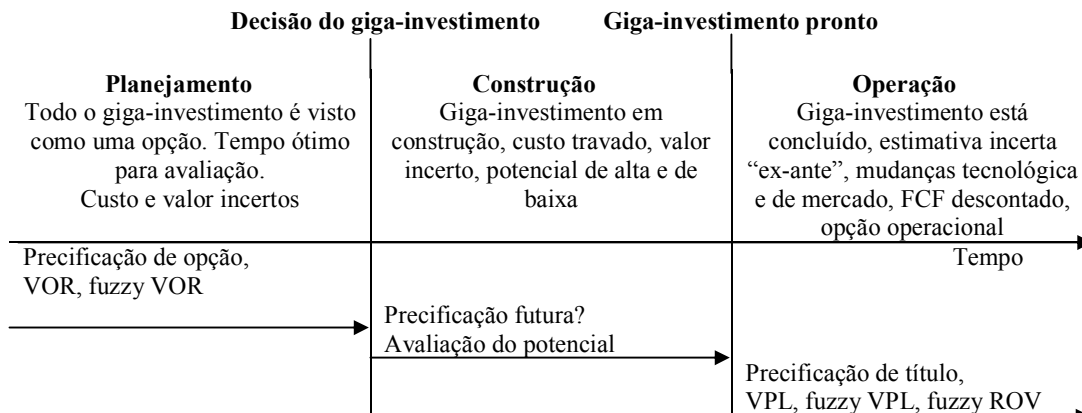 Decisão do giga-investimento
Giga-investimento pronto
Planejamento
Todo o giga-investimento é visto
como uma opção. Tempo ótimo
para avaliação.
Custo e valor incertos
Construção
Giga-investimento em
construção, custo travado, valor
incerto, potencial de alta e de
baixa
Operação
Giga-investimento está
concluído, estimativa incerta
“ex-ante”, mudanças tecnológica
e de mercado, FCF descontado,
opção operacional
Tempo
Precificação de opção,
VOR, fuzzy VOR
Precificação futura?
Avaliação do potencial
Precificação de título,
VPL, fuzzy VPL, fuzzy ROV